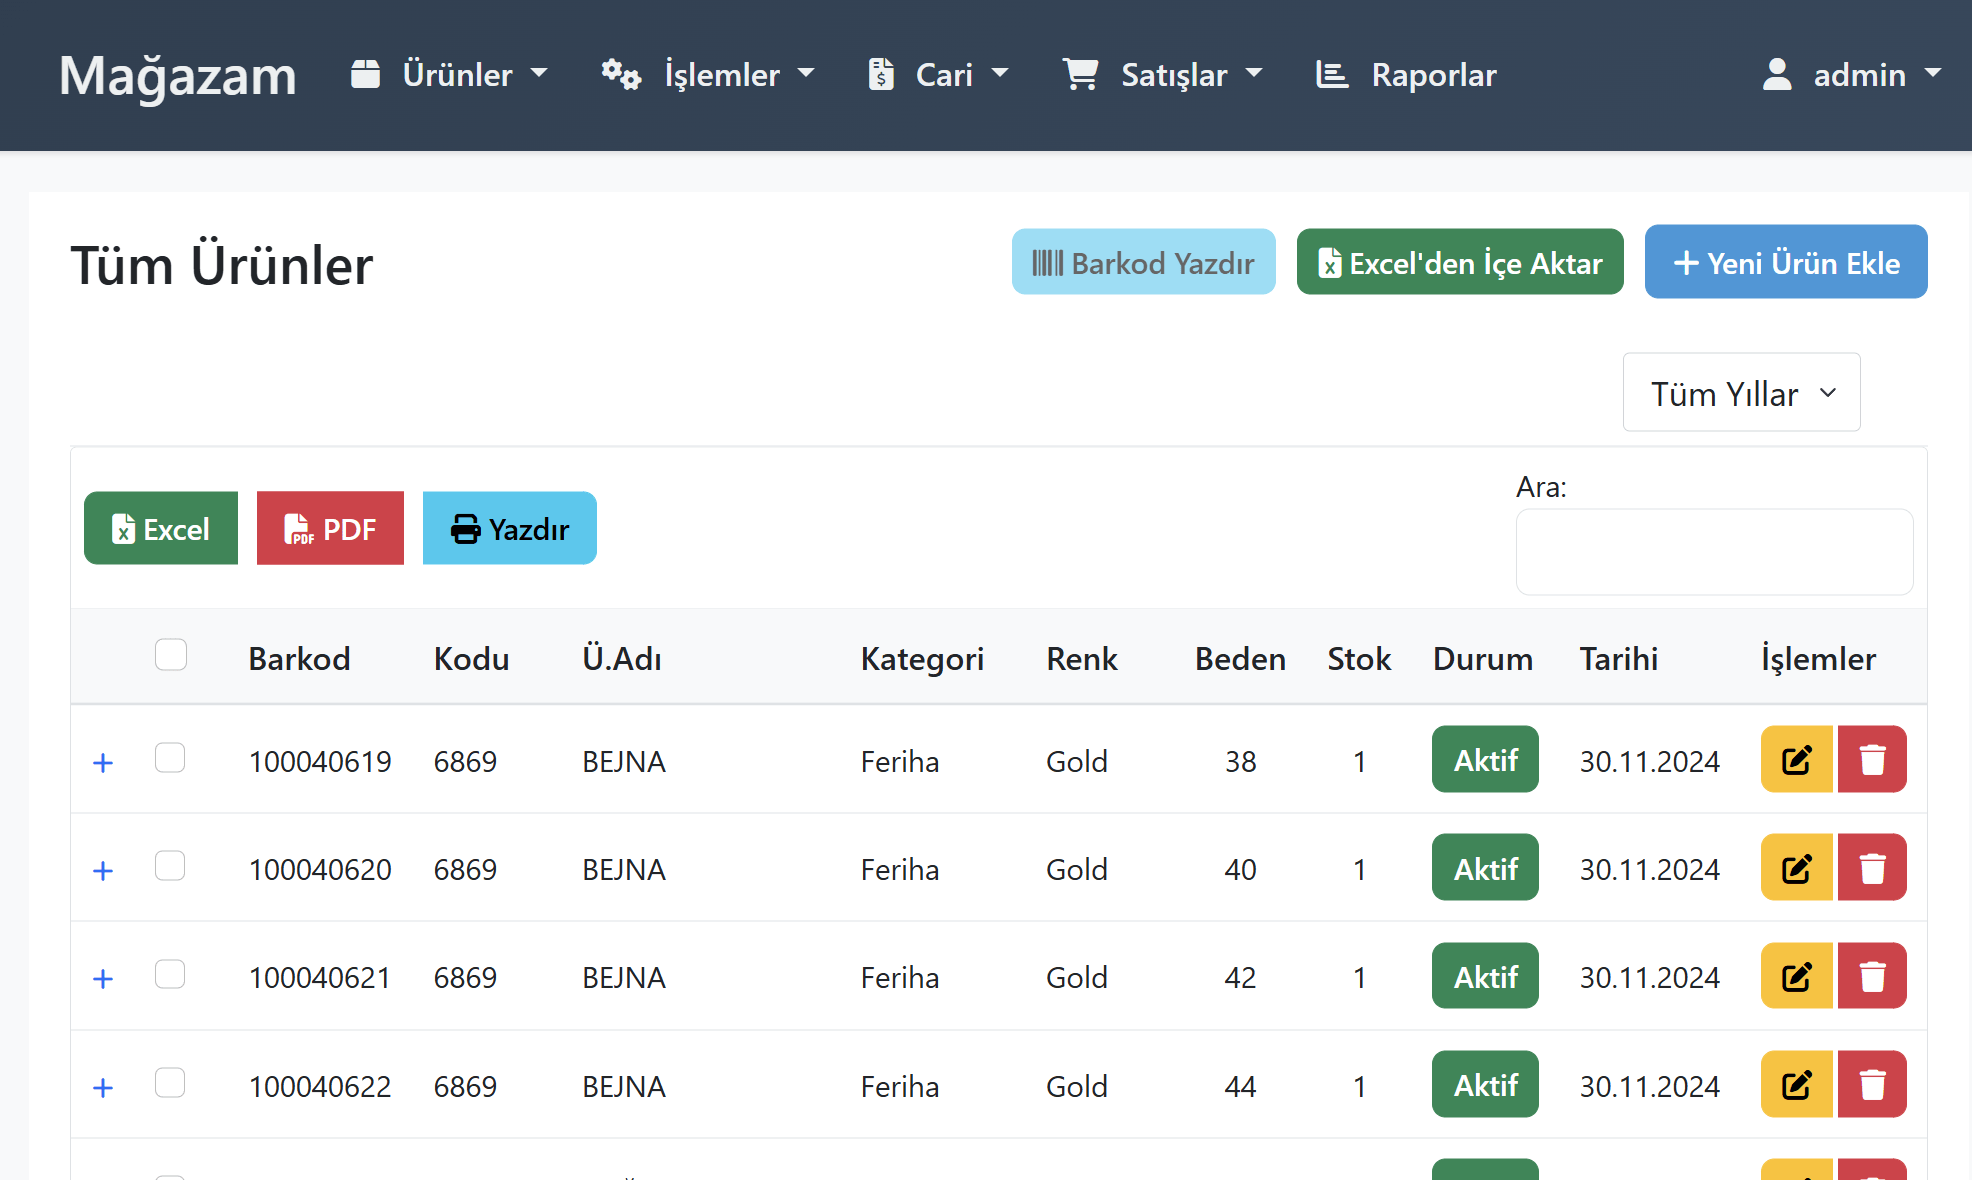 Mağazam Ürünler İşlemler Cari Satışlar Raporlar admin
Tüm Ürünler Barkod Yazdır Excel'den İçe Aktar Yeni Ürün Ekle
Tüm Yıllar
Ara:
Excel PDF Yazdır
Barkod Kodu Ü.Adı Kategori Renk Beden Stok Durum Tarihi İşlemler
100040619 6869 BEJNA Feriha Gold 38 1 Aktif 30.11.2024
100040620 6869 BEJNA Feriha Gold 40 1 Aktif 30.11.2024
100040621 6869 BEJNA Feriha Gold 42 1 Aktif 30.11.2024
100040622 6869 BEJNA Feriha Gold 44 1 Aktif 30.11.2024